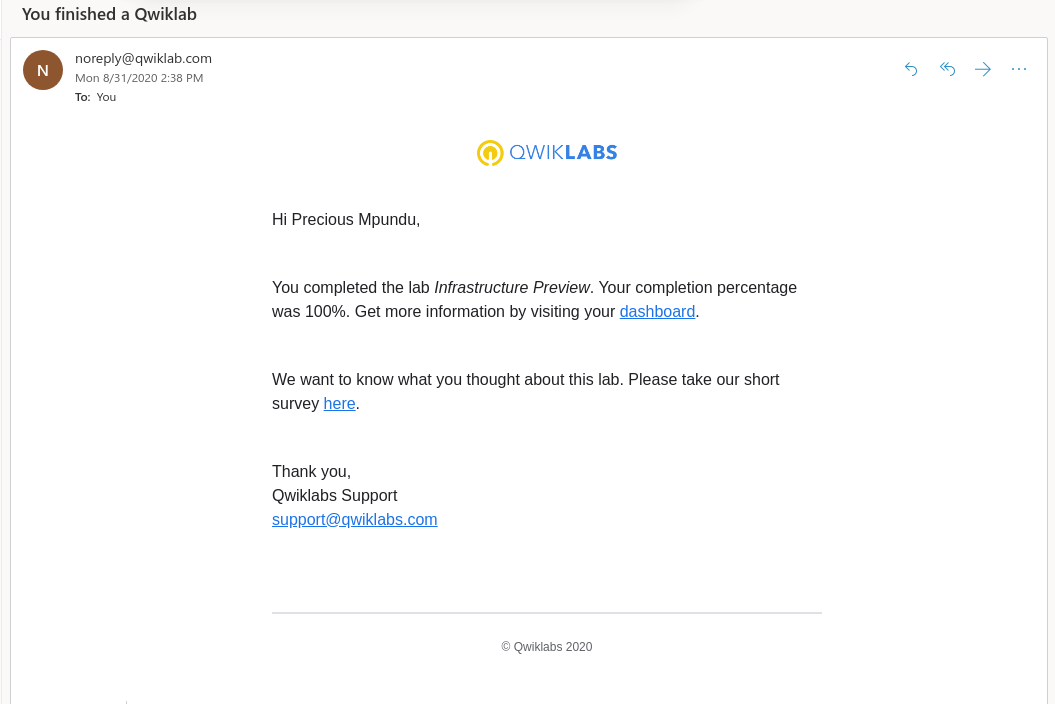 You finished a Qwiklab
N
noreply@qwiklab.com
Mon 8/31/2020 2:38 PM
To: You
QWIKLABS
Hi Precious Mpundu,
You completed the lab Infrastructure Preview. Your completion percentage
was 100%. Get more information by visiting your dashboard.
We want to know what you thought about this lab. Please take our short
survey here.
Thank you,
Qwiklabs Support
support@qwiklabs.com
© Qwiklabs 2020